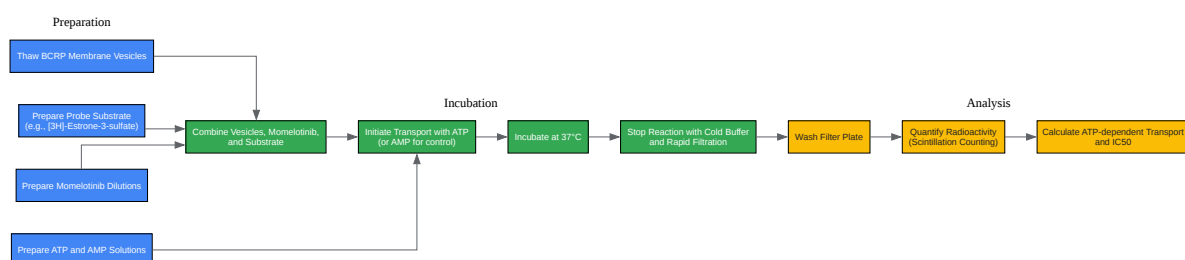 Preparation
Thaw BCRP Membrane Vesicles
Prepare Probe Substrate
(e.g., [3H]-Estrone-3-sulfate)
Prepare Momelotinib Dilutions
Prepare ATP and AMP Solutions
Combine Vesicles, Momelotinib,
and Substrate
Incubation
Initiate Transport with ATP
(or AMP for control)
Incubate at 37°C
Stop Reaction with Cold Buffer
and Rapid Filtration
Analysis
Wash Filter Plate
Quantify Radioactivity
(Scintillation Counting)
Calculate ATP-dependent Transport
and IC50